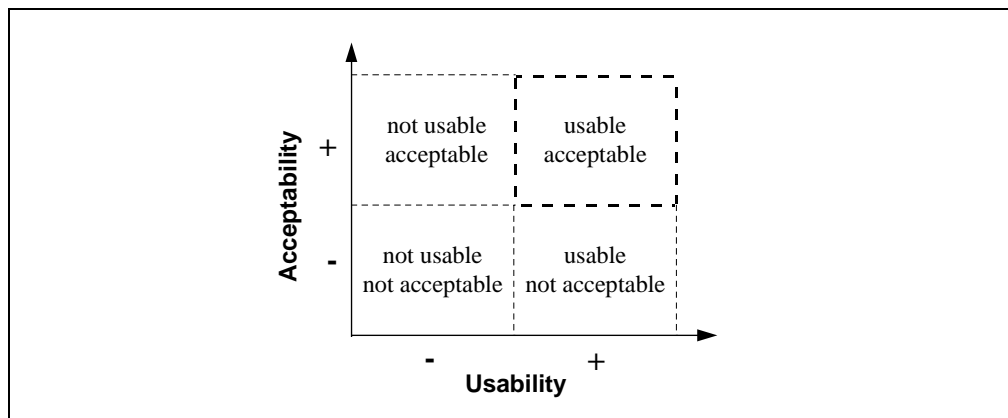 Acceptability
+
-
not usable
acceptable
usable
acceptable
not usable
not acceptable
usable
not acceptable
-
+
Usability